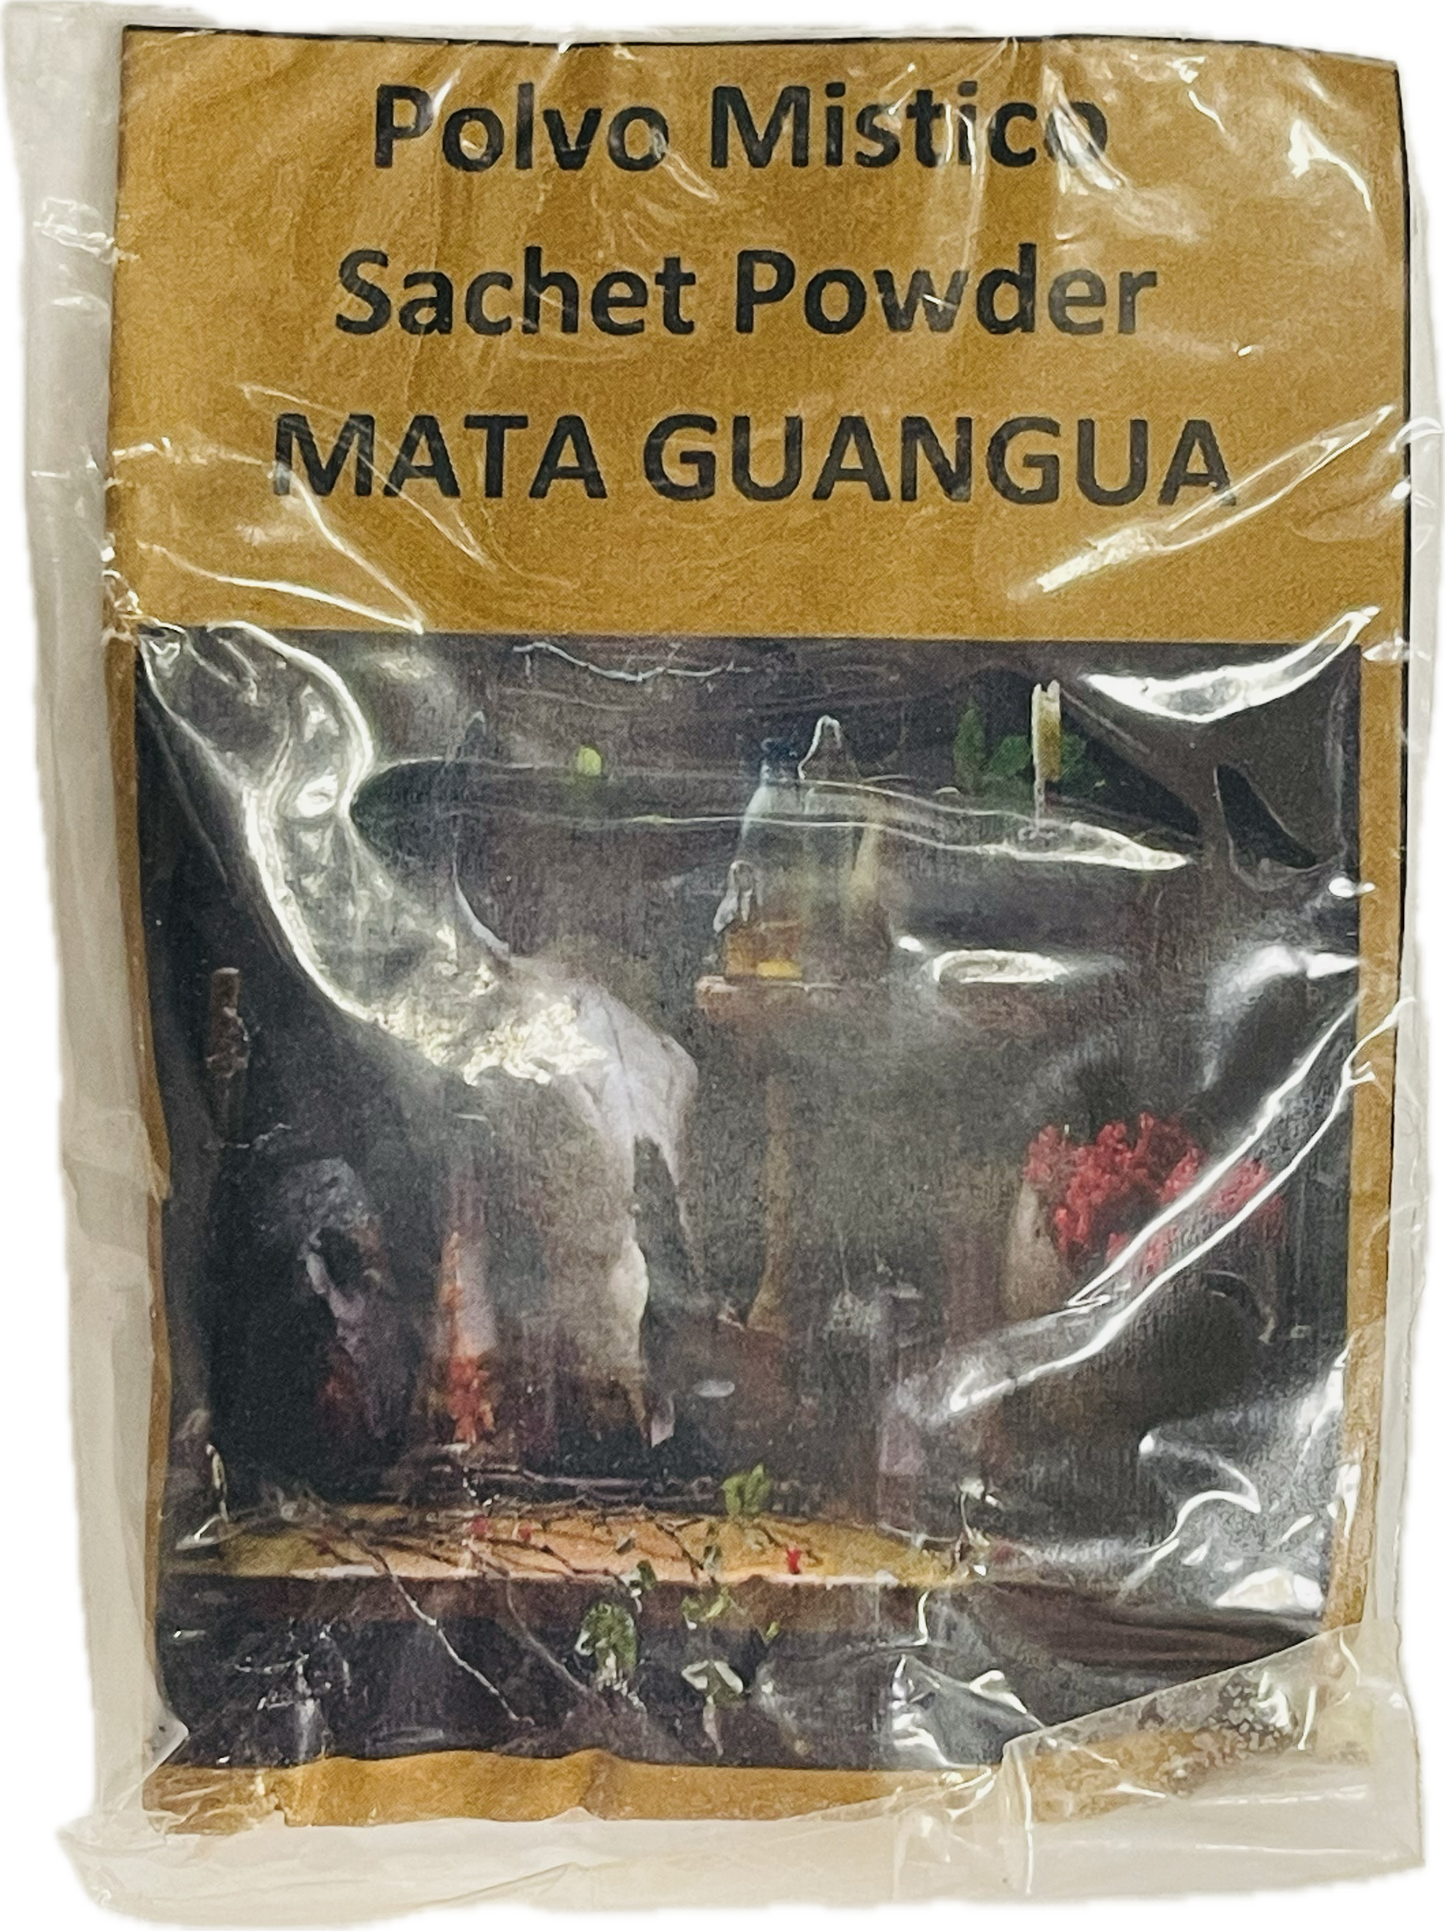 Polvo Mistico
Sachet Powder
MATA GUANGUA